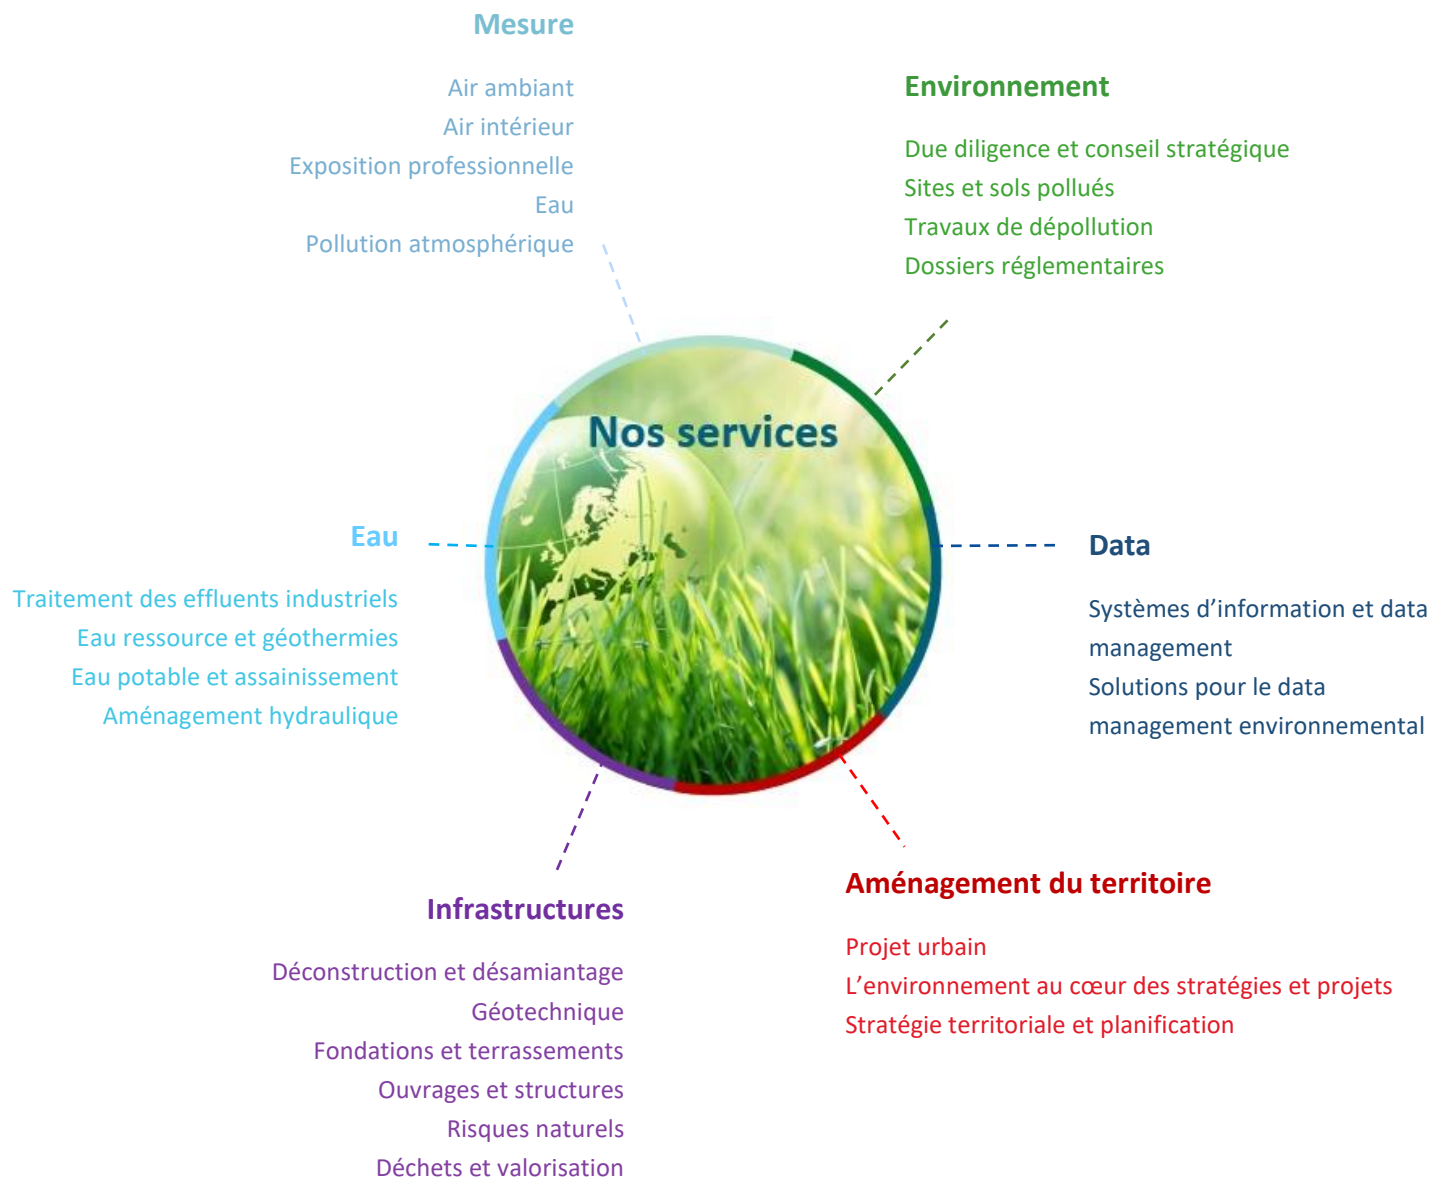 Mesure
Air ambiant
Air intérieur
Exposition professionnelle
Eau
Pollution atmosphérique
Environnement
Due diligence et conseil stratégique
Sites et sols pollués
Travaux de dépollution
Dossiers réglementaires
Nos services
Eau
Traitement des effluents industriels
Eau ressource et géothermies
Eau potable et assainissement
Aménagement hydraulique
Data
Systèmes d’information et data
management
Solutions pour le data
management environnemental
Infrastructures
Déconstruction et désamiantage
Géotechnique
Fondations et terrassements
Ouvrages et structures
Risques naturels
Déchets et valorisation
Aménagement du territoire
Projet urbain
L’environnement au cœur des stratégies et projets
Stratégie territoriale et planification